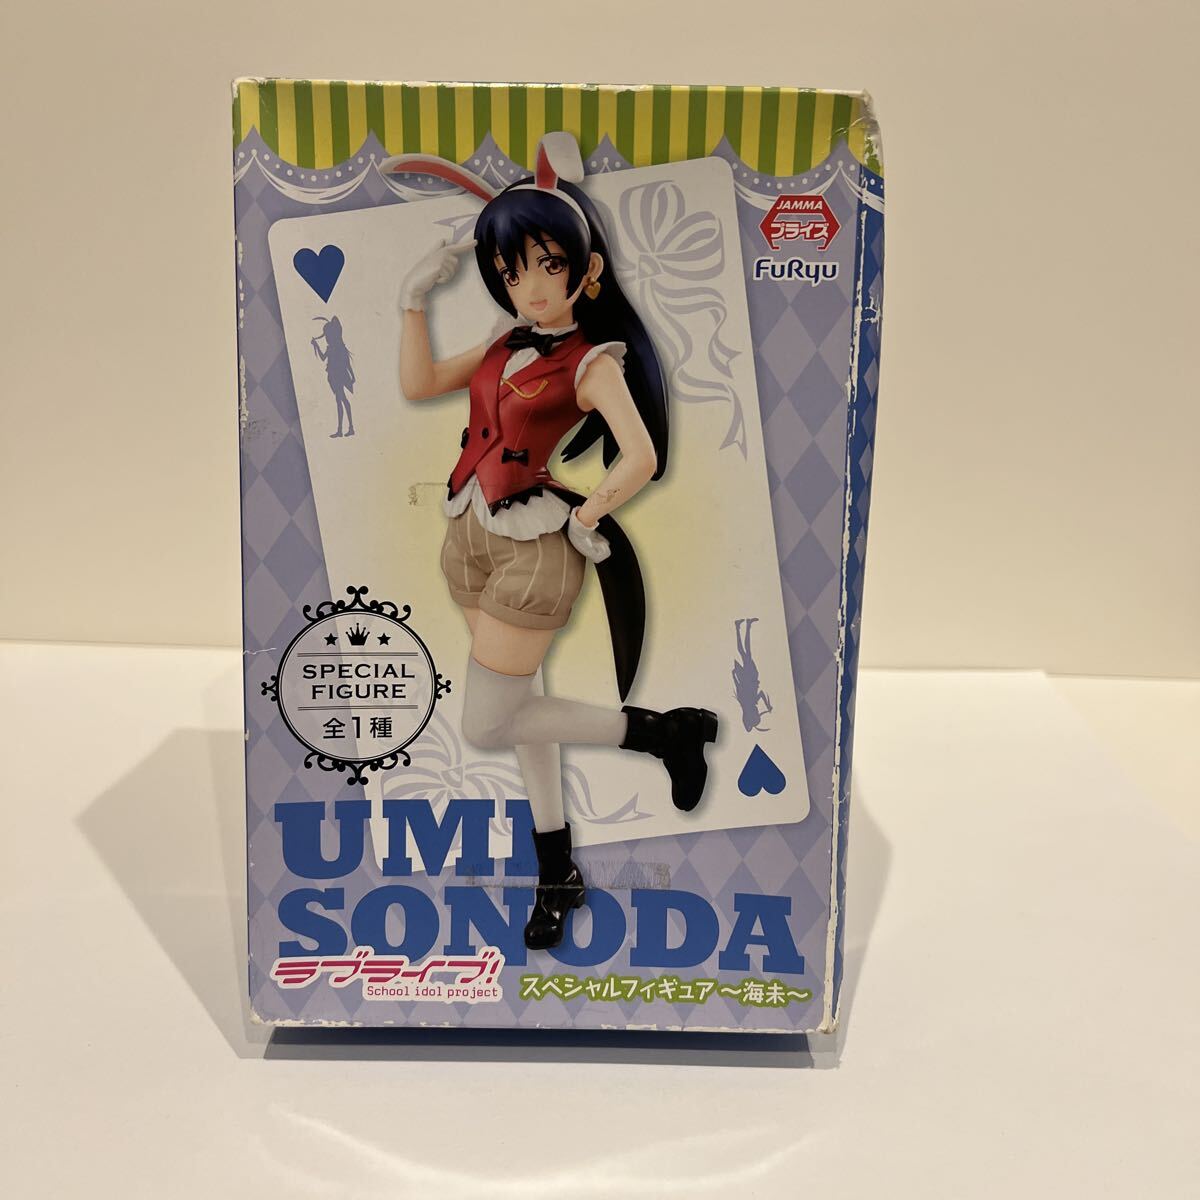 JAMMA
プライズ
FuRyu
SPECIAL
FIGURE
全1種
UMI
SONODA
ラブライブ!
School idol project
スペシャルフィギュア ～海未～